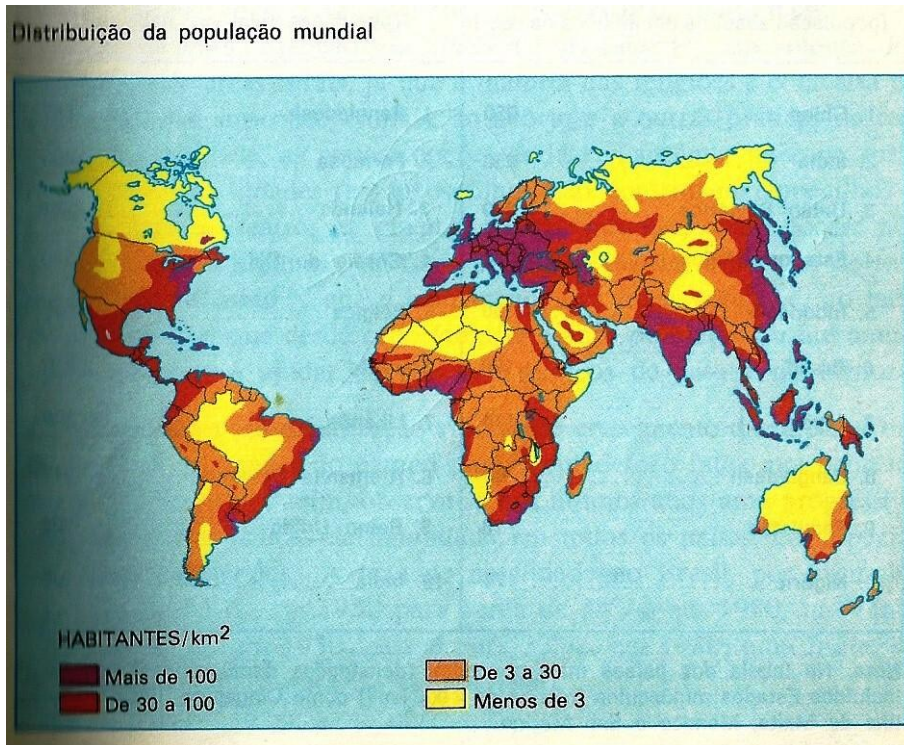 Distribuição da população mundial
HABITANTES/km²
Mais de 100
De 30 a 100
De 3 a 30
Menos de 3